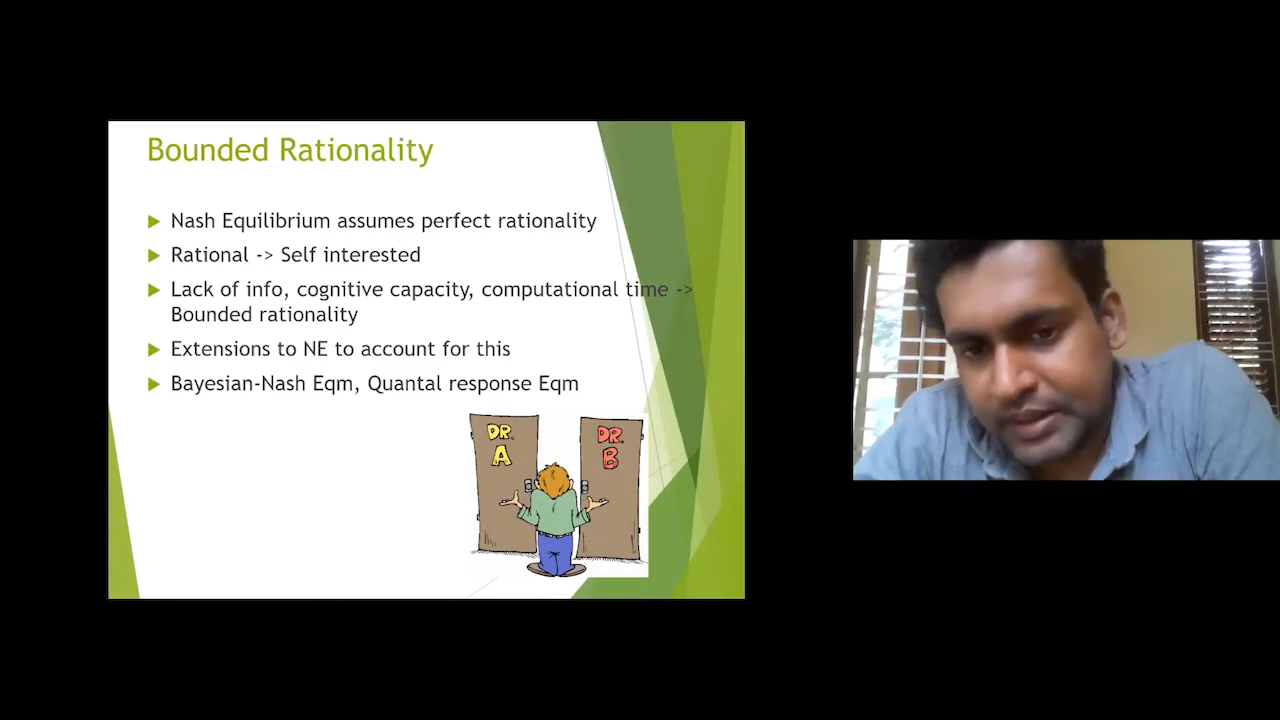 Bounded Rationality
Nash Equilibrium assumes perfect rationality
Rational -> Self interested
Lack of info, cognitive capacity, computational time ->
Bounded rationality
Extensions to NE to account for this
Bayesian-Nash Eqm, Quantal response Eqm
DR.
A
DR.
B